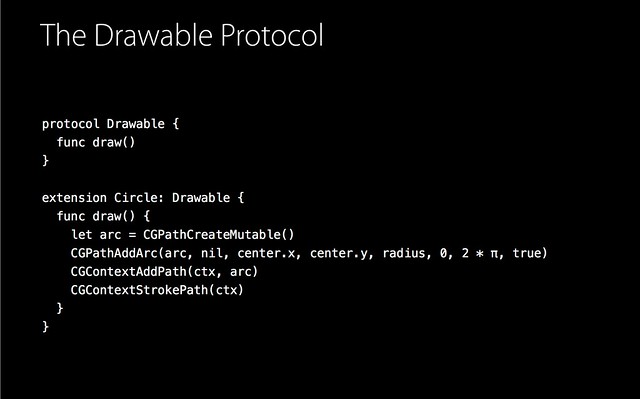 The Drawable Protocol
protocol Drawable {
  func draw()
}
extension Circle: Drawable {
  func draw() {
    let arc = CGPathCreateMutable()
    CGPathAddArc(arc, nil, center.x, center.y, radius, 0, 2 * π, true)
    CGContextAddPath(ctx, arc)
    CGContextStrokePath(ctx)
  }
}